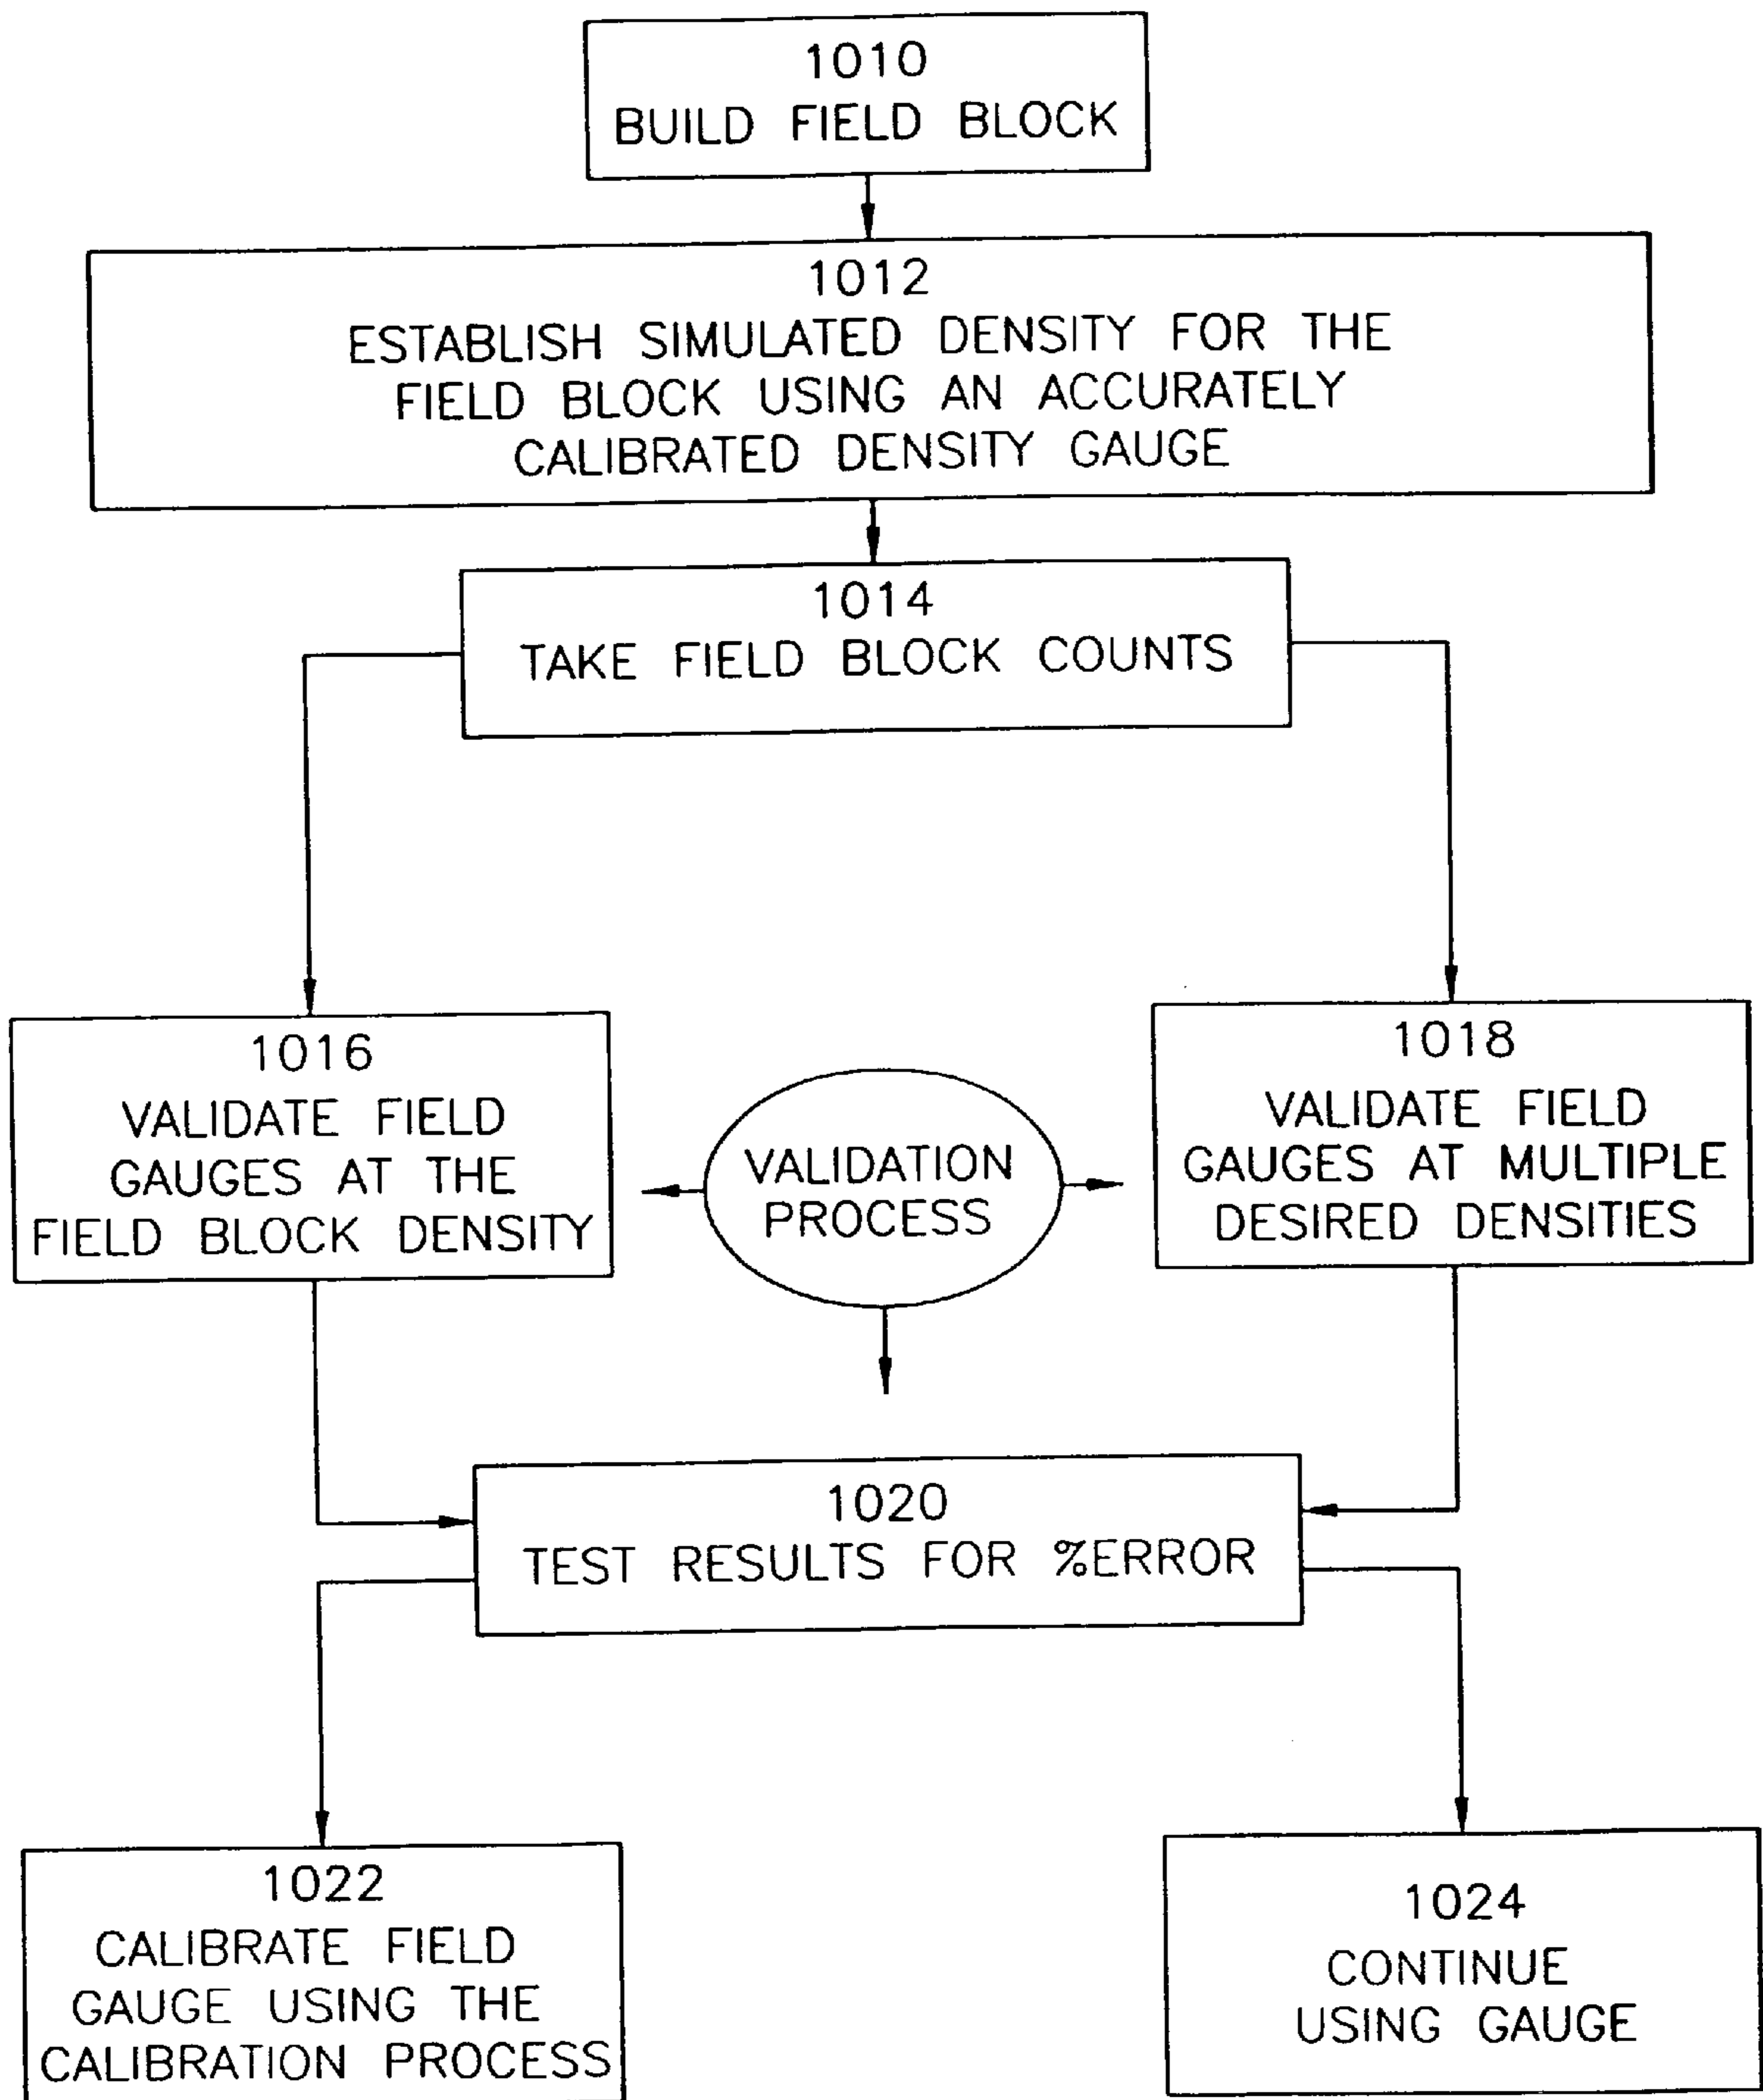 1010
BUILD FIELD BLOCK
1012
ESTABLISH SIMULATED DENSITY FOR THE
FIELD BLOCK USING AN ACCURATELY
CALIBRATED DENSITY GAUGE
1014
TAKE FIELD BLOCK COUNTS
1016
VALIDATE FIELD
GAUGES AT THE
FIELD BLOCK DENSITY
VALIDATION
PROCESS
1018
VALIDATE FIELD
GAUGES AT MULTIPLE
DESIRED DENSITIES
1020
TEST RESULTS FOR %ERROR
1022
CALIBRATE FIELD
GAUGE USING THE
CALIBRATION PROCESS
1024
CONTINUE
USING GAUGE